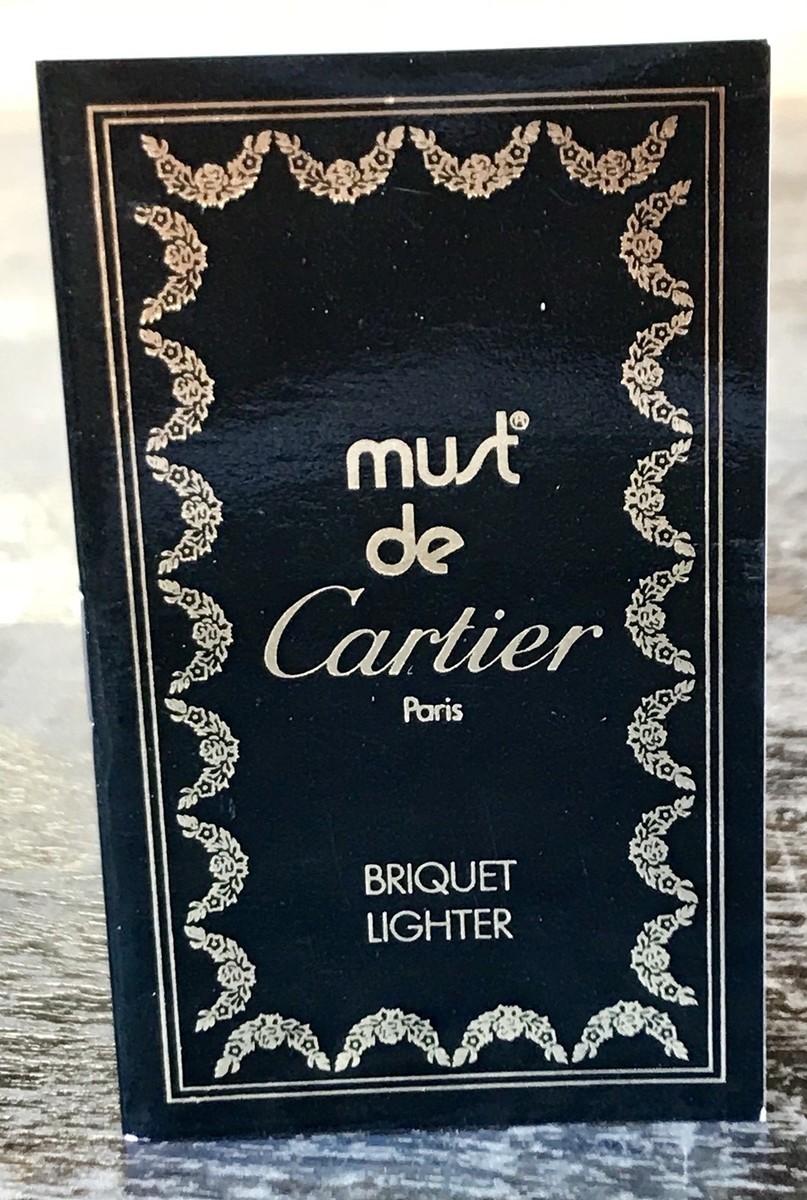 must®
de
Cartier
Paris
BRIQUET
LIGHTER